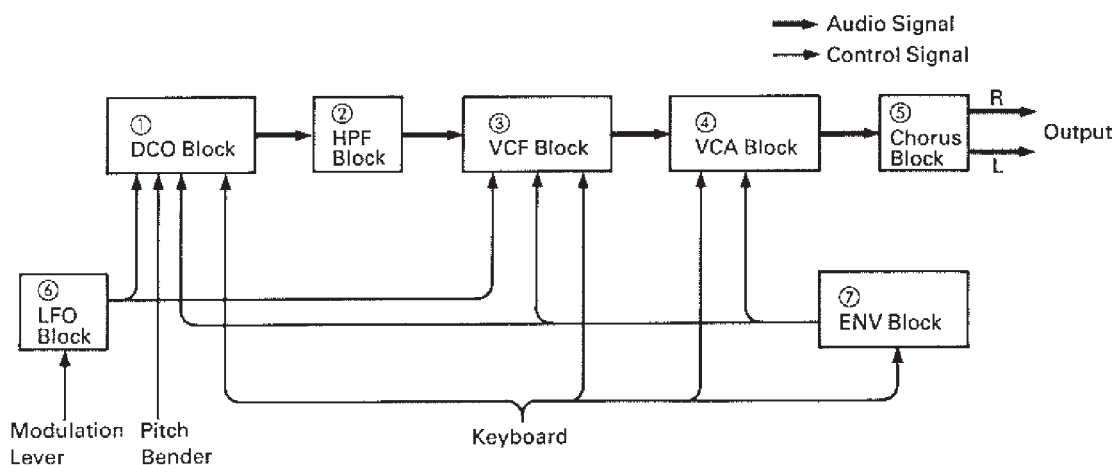 Audio Signal
Control Signal
①
DCO Block
②
HPF
Block
③
VCF Block
④
VCA Block
⑤
Chorus
Block
R
L
Output
⑥
LFO
Block
⑦
ENV Block
Modulation
Lever
Pitch
Bender
Keyboard